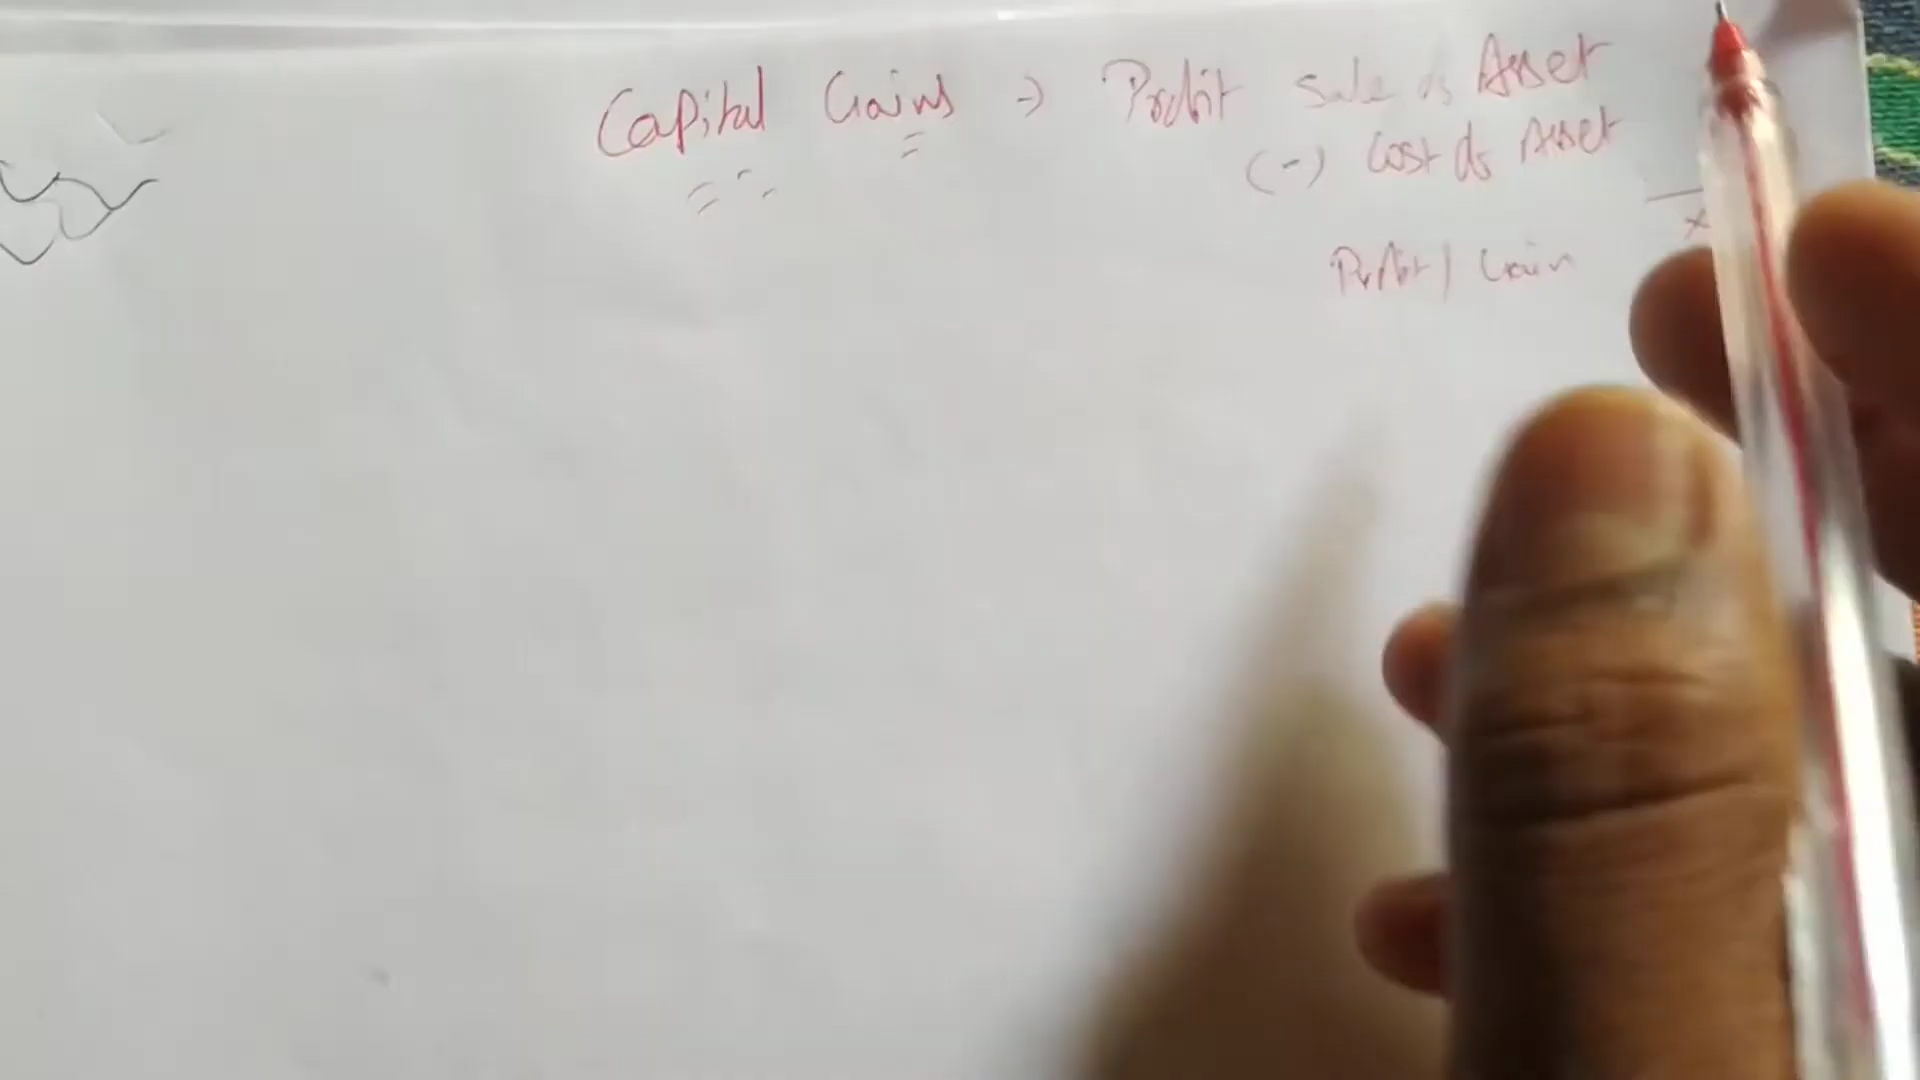 Capital Gains → Profit Sale of Asset
(-) Cost of Asset
x
Profit / Gain